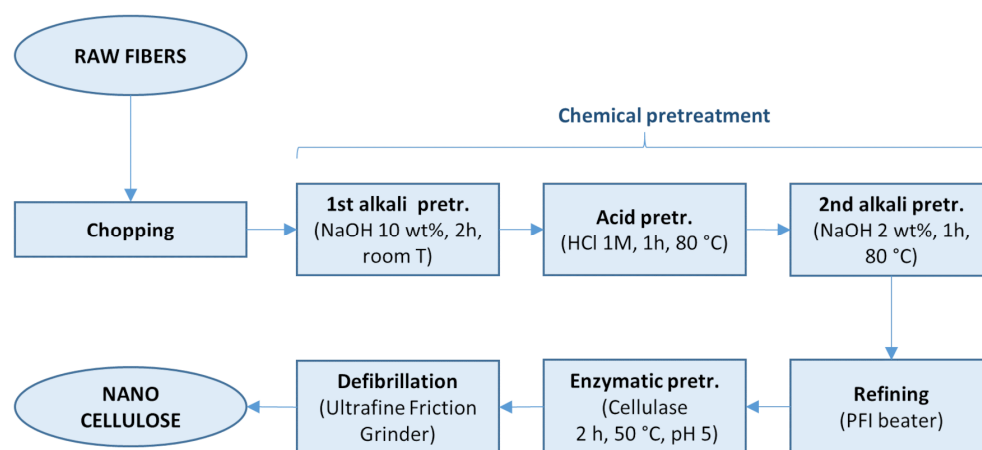 RAW FIBERS
Chemical pretreatment
Chopping
1st alkali pretr.
(NaOH 10 wt%, 2h,
room T)
Acid pretr.
(HCl 1M, 1h, 80 °C)
2nd alkali pretr.
(NaOH 2 wt%, 1h,
80 °C)
NANO
CELLULOSE
Defibrillation
(Ultrafine Friction
Grinder)
Enzymatic pretr.
(Cellulase
2 h, 50 °C, pH 5)
Refining
(PFI beater)